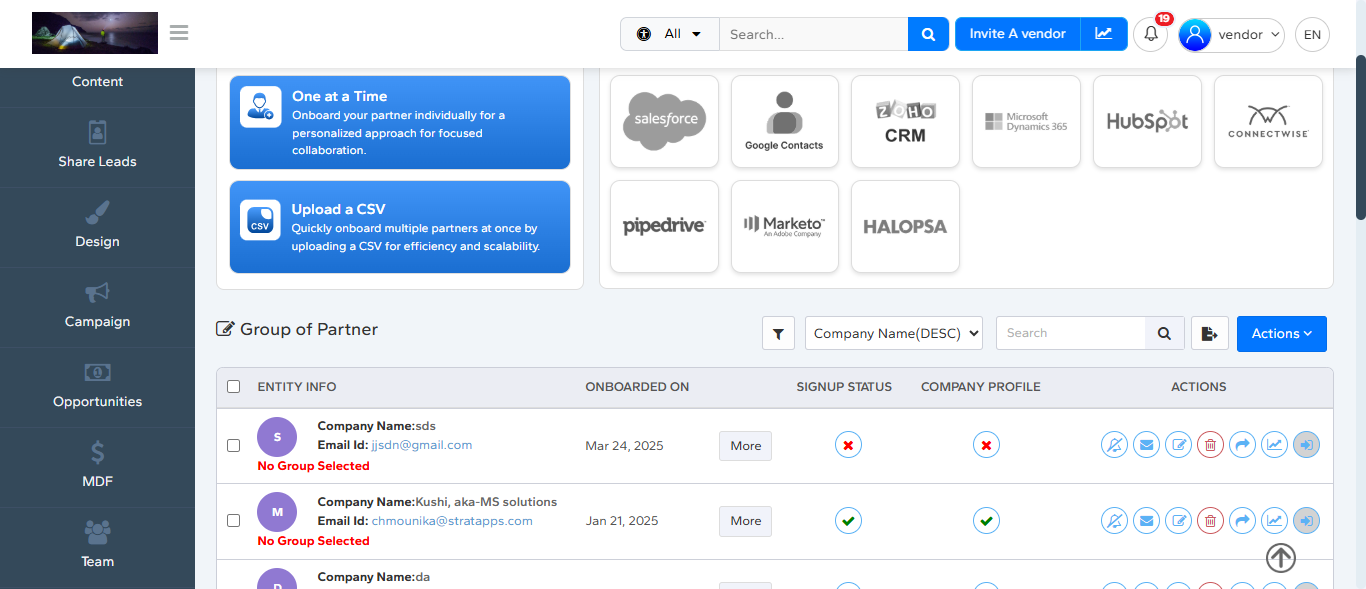 All
Search...
Invite A vendor
19
vendor
EN
Content
Share Leads
Design
Campaign
Opportunities
MDF
Team
One at a Time
Onboard your partner individually for a
personalized approach for focused
collaboration.
CSV
Upload a CSV
Quickly onboard multiple partners at once by
uploading a CSV for efficiency and scalability.
salesforce
Google Contacts
ZOHO
CRM
Microsoft
Dynamics 365
HubSpot
CONNECTWISE
pipedrive
Marketo™
An Adobe Company
HALOPSA
Group of Partner
Company Name(DESC)
Search
Actions
ENTITY INFO ONBOARDED ON SIGNUP STATUS COMPANY PROFILE ACTIONS
S
Company Name:sds
Email Id: jjsdn@gmail.com
No Group Selected
Mar 24, 2025
More
M
Company Name:Kushi, aka-MS solutions
Email Id: chmounika@stratapps.com
No Group Selected
Jan 21, 2025
More
D
Company Name:da